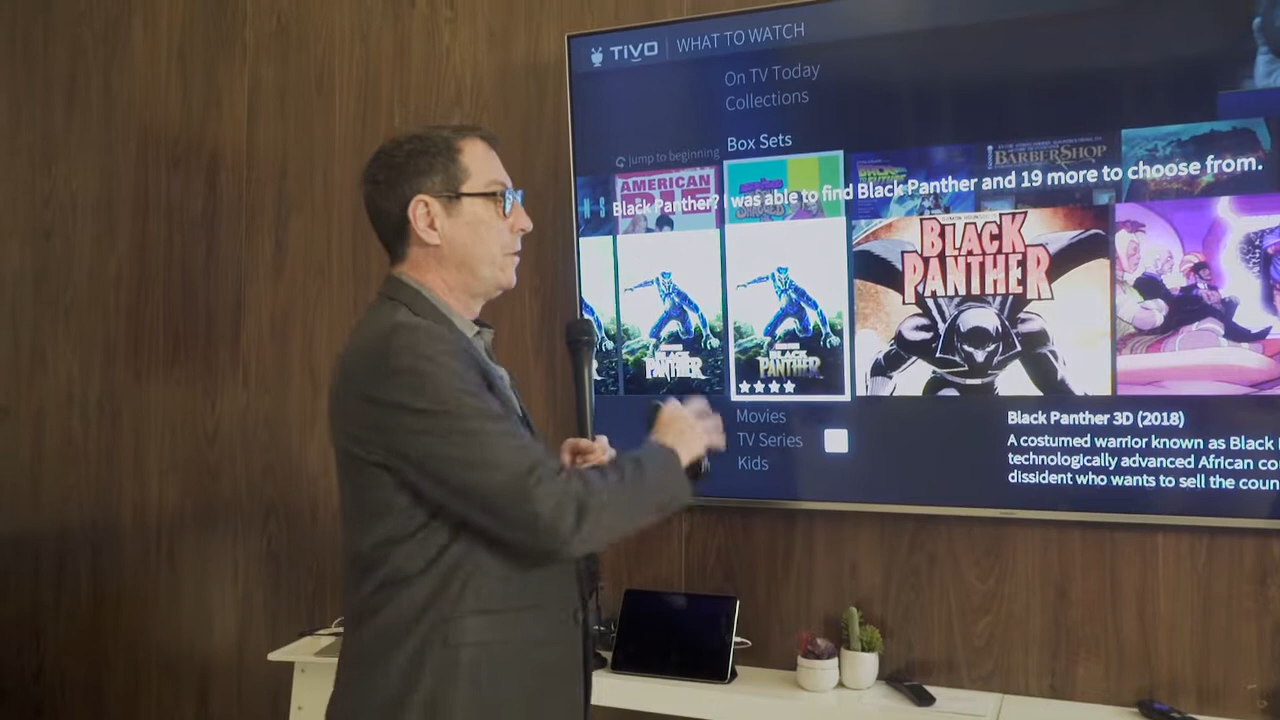 TIVO WHAT TO WATCH
On TV Today
Collections
Box Sets
jump to beginning
AMERICAN
BARBERSHOP
Black Panther? I was able to find Black Panther and 19 more to choose from.
BLACK PANTHER
BLACK PANTHER
BLACK
PANTHER
Movies
TV Series
Kids
Black Panther 3D (2018)
A costumed warrior known as Black
technologically advanced African co
dissident who wants to sell the coun